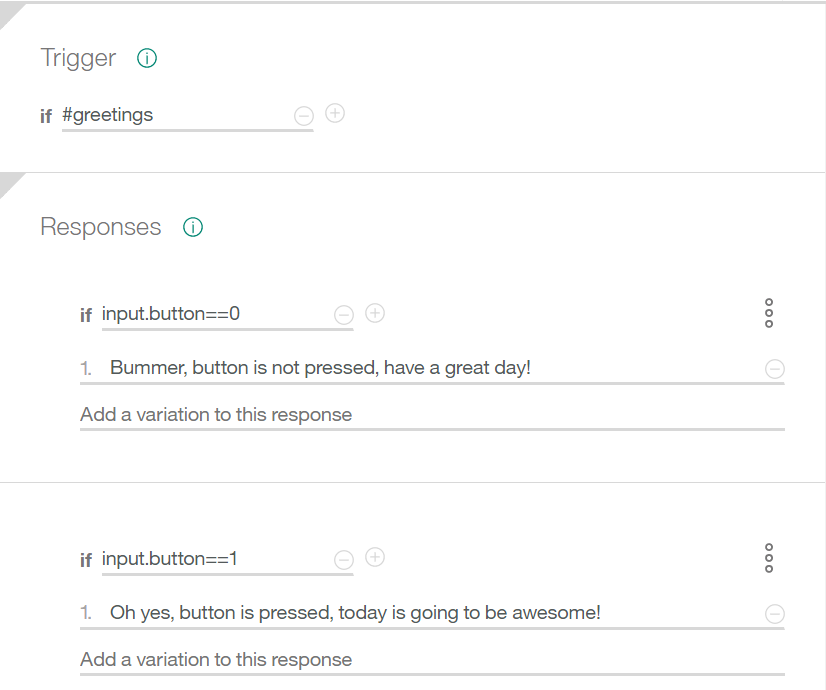 Trigger
if #greetings
Responses
if input.button==0
1. Bummer, button is not pressed, have a great day!
Add a variation to this response
if input.button==1
1. Oh yes, button is pressed, today is going to be awesome!
Add a variation to this response